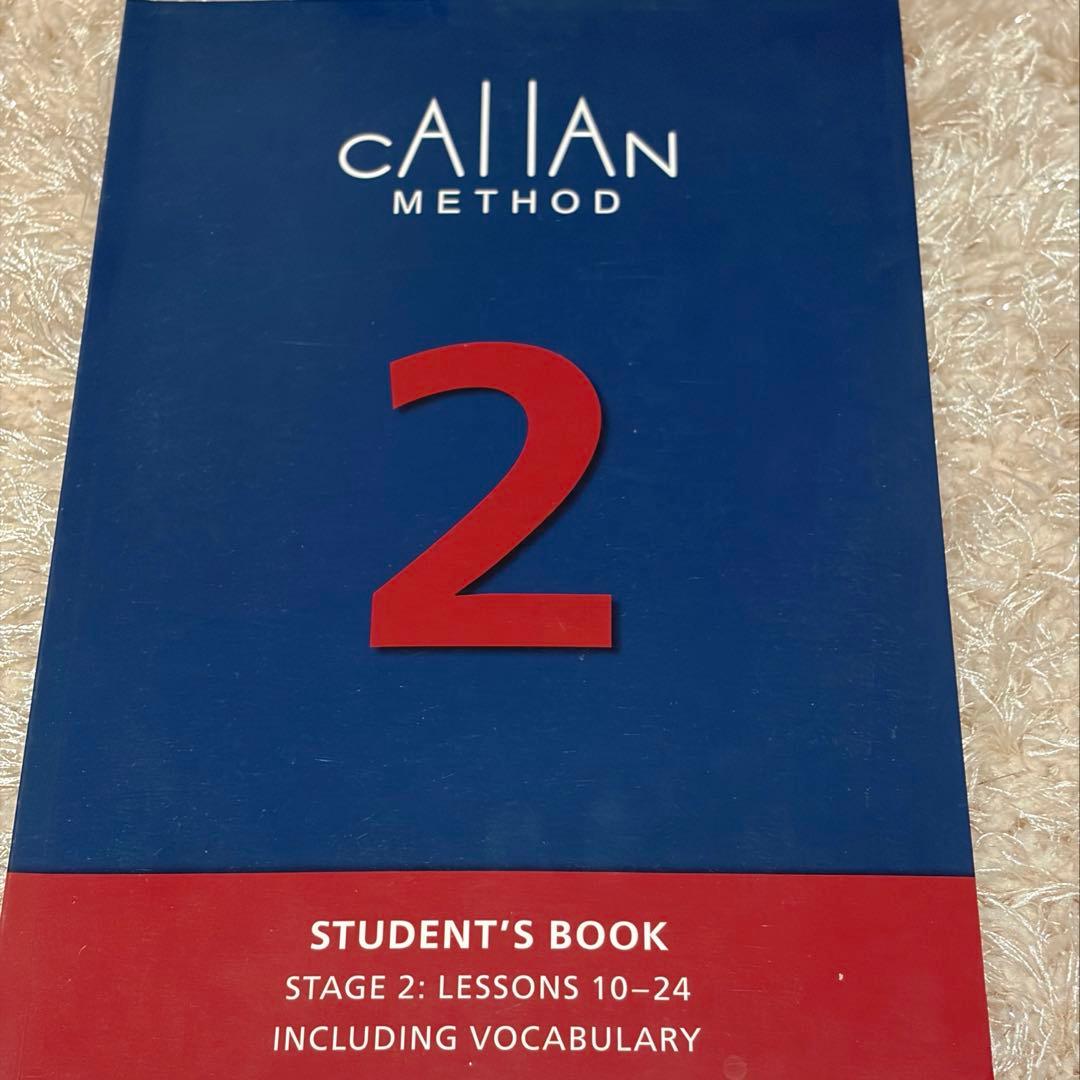 CALLAN
METHOD
2
STUDENT'S BOOK
STAGE 2: LESSONS 10–24
INCLUDING VOCABULARY